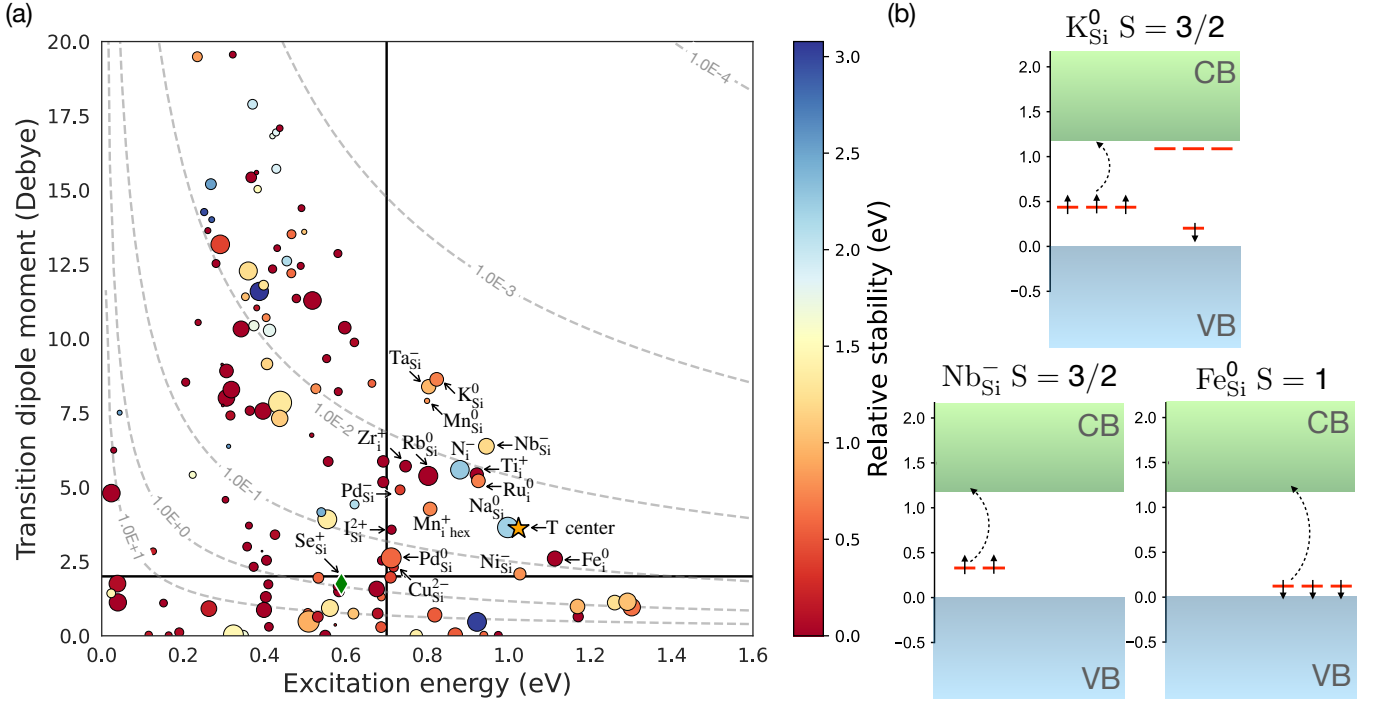 (a)
20.0
17.5
15.0
12.5
10.0
7.5
5.0
2.5
0.0
Transition dipole moment (Debye)
0.0 0.2 0.4 0.6 0.8 1.0 1.2 1.4 1.6
Excitation energy (eV)
1.0E-4
1.0E-3
1.0E-2
1.0E-1
1.0E+0
1.0E+1
Ta⁻Si
K⁰Si
Mn⁰Si
Zr⁺i
Rb⁰Si
N⁻i
Nb⁻Si
Ti⁺i
Ru⁰i
Pd⁻Si
Mn⁺i hex
Na⁰Si
T center
I²⁺Si
Se⁺Si
Pd⁰Si
Cu²⁻Si
Ni⁻Si
Fe⁰i
3.0
2.5
2.0
1.5
1.0
0.5
0.0
Relative stability (eV)
(b)
K⁰Si S = 3/2
2.0
1.5
1.0
0.5
0.0
−0.5
CB
VB
Nb⁻Si S = 3/2
2.0
1.5
1.0
0.5
0.0
−0.5
CB
VB
Fe⁰Si S = 1
2.0
1.5
1.0
0.5
0.0
−0.5
CB
VB